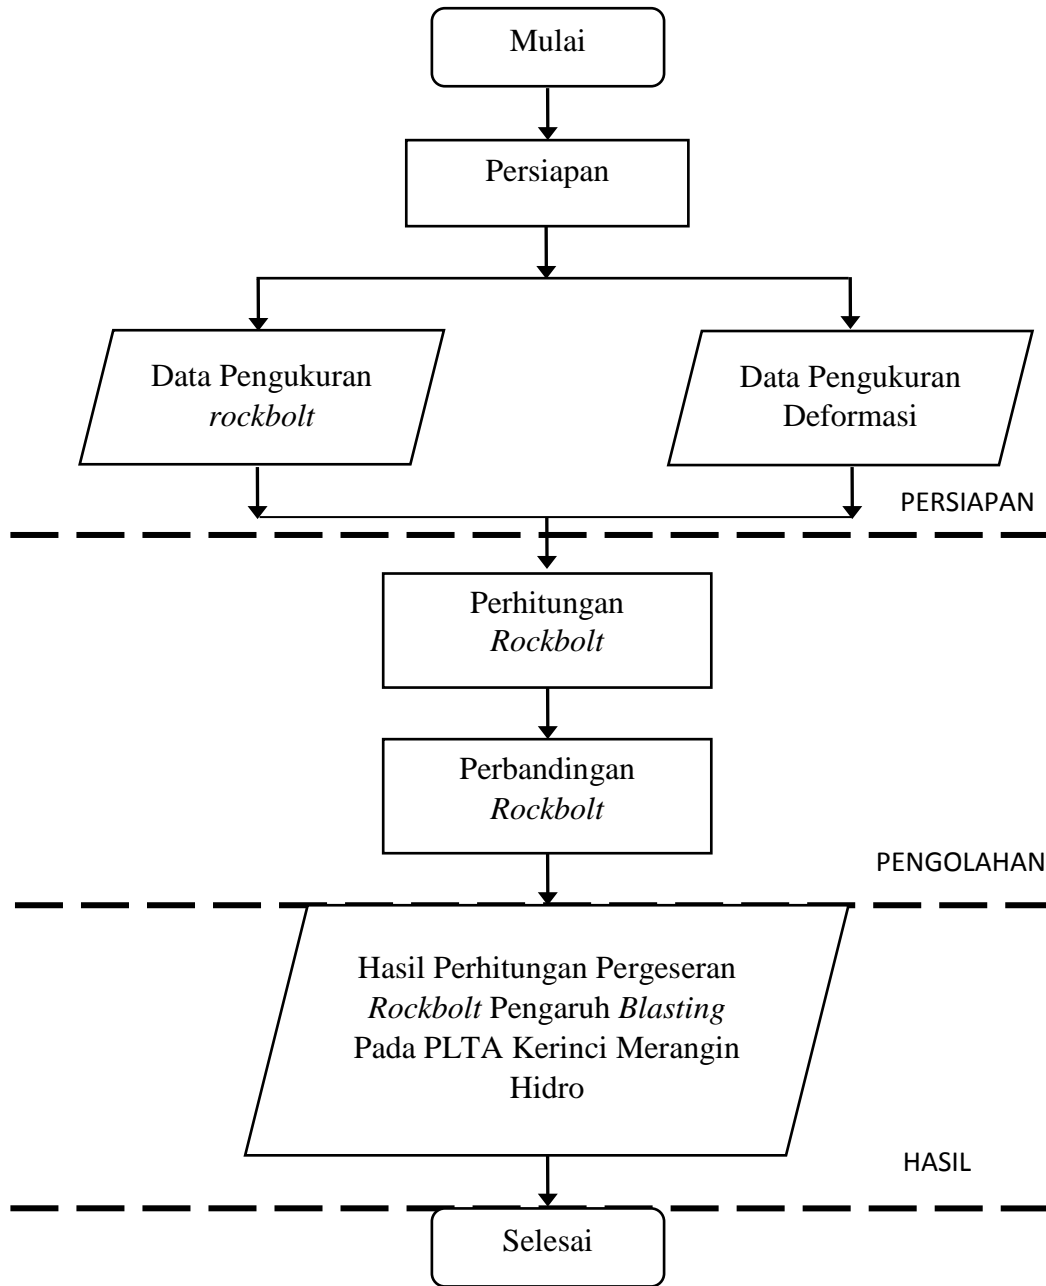 Mulai
Persiapan
Data Pengukuran
rockbolt
Data Pengukuran
Deformasi
PERSIAPAN
Perhitungan
Rockbolt
Perbandingan
Rockbolt
PENGOLAHAN
Hasil Perhitungan Pergeseran
Rockbolt Pengaruh Blasting
Pada PLTA Kerinci Merangin
Hidro
HASIL
Selesai